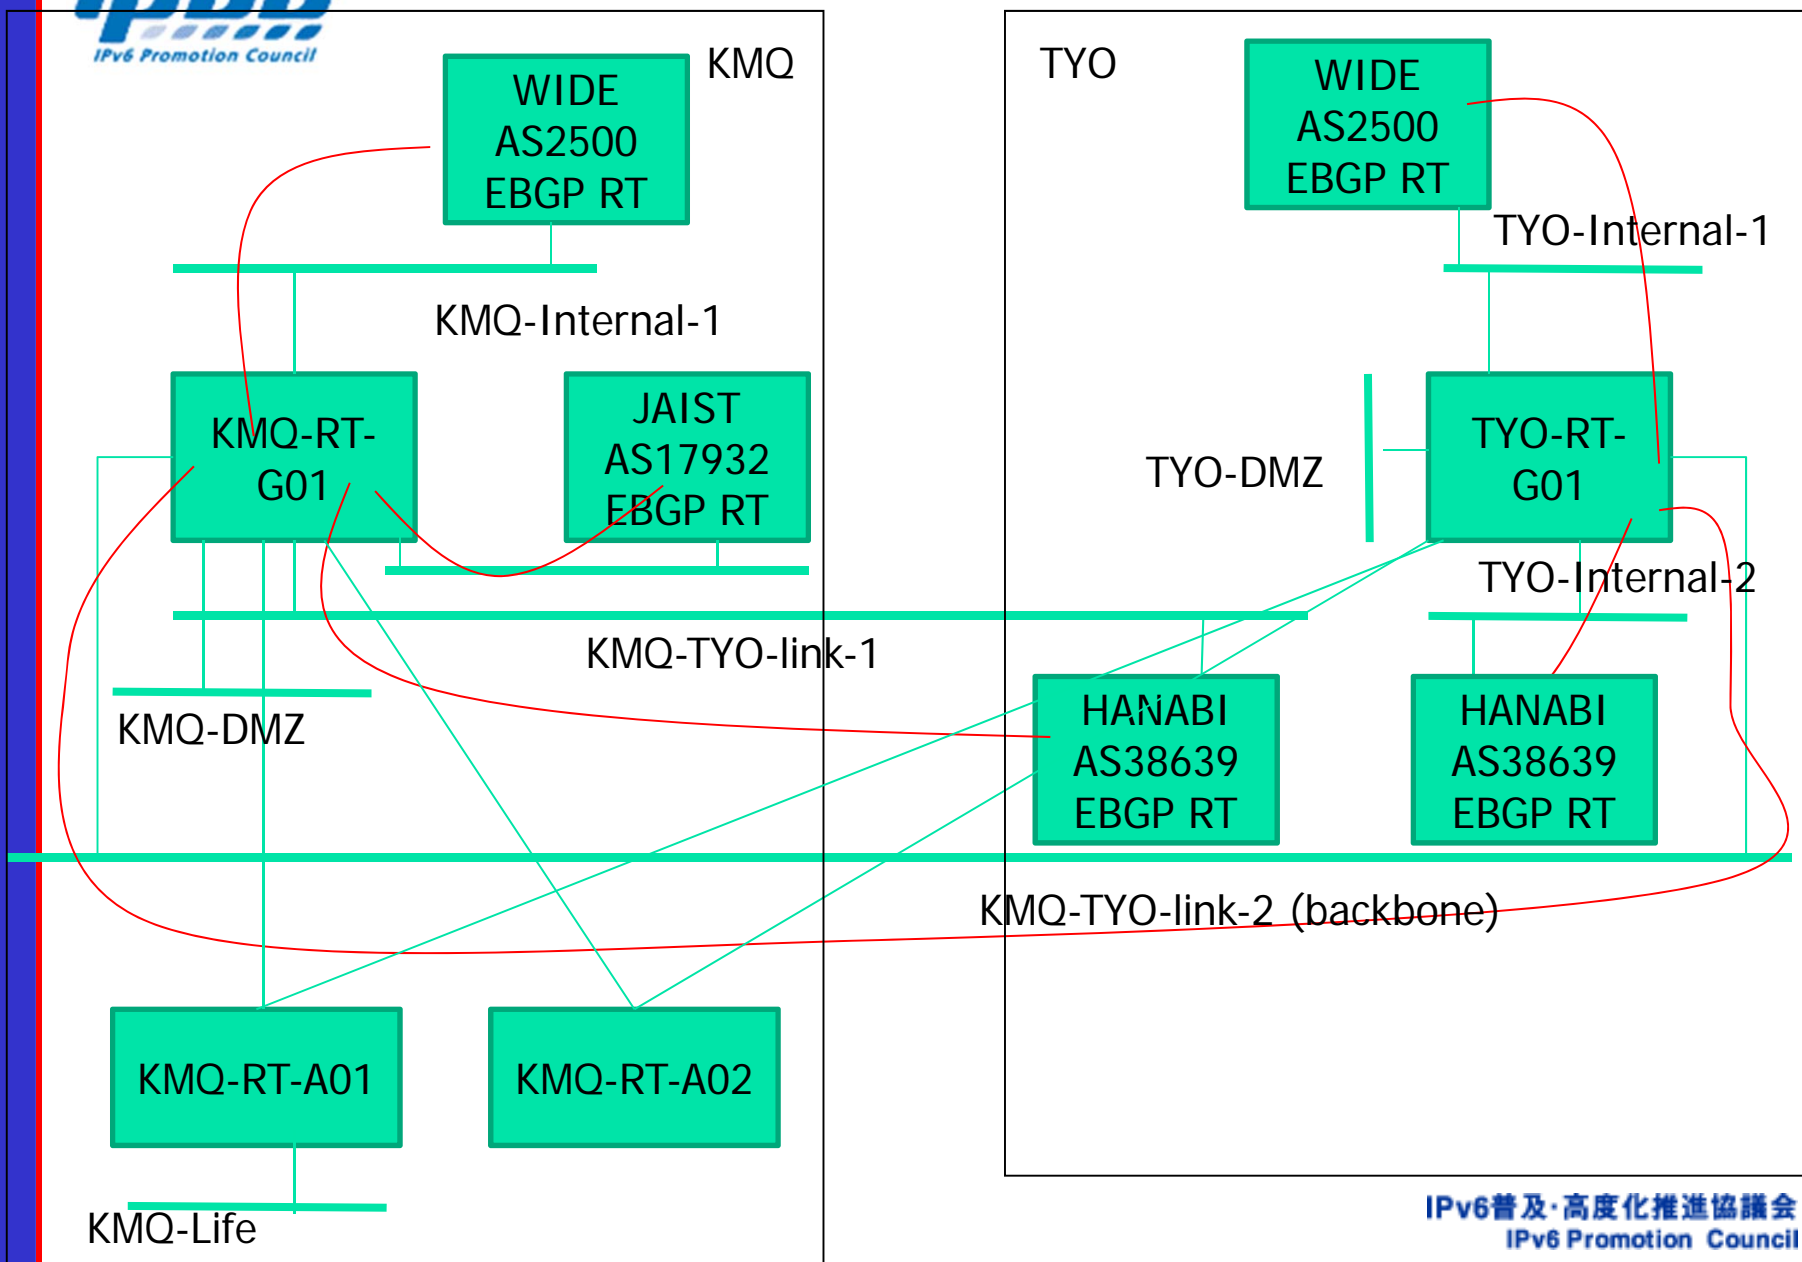 IPv6 Promotion Council
KMQ
TYO
WIDE
AS2500
EBGP RT
WIDE
AS2500
EBGP RT
TYO-Internal-1
KMQ-Internal-1
KMQ-RT-
G01
JAIST
AS17932
EBGP RT
TYO-DMZ
TYO-RT-
G01
TYO-Internal-2
KMQ-TYO-link-1
KMQ-DMZ
HANABI
AS38639
EBGP RT
HANABI
AS38639
EBGP RT
KMQ-TYO-link-2 (backbone)
KMQ-RT-A01
KMQ-RT-A02
KMQ-Life
IPv6普及・高度化推進協議会
IPv6 Promotion Council